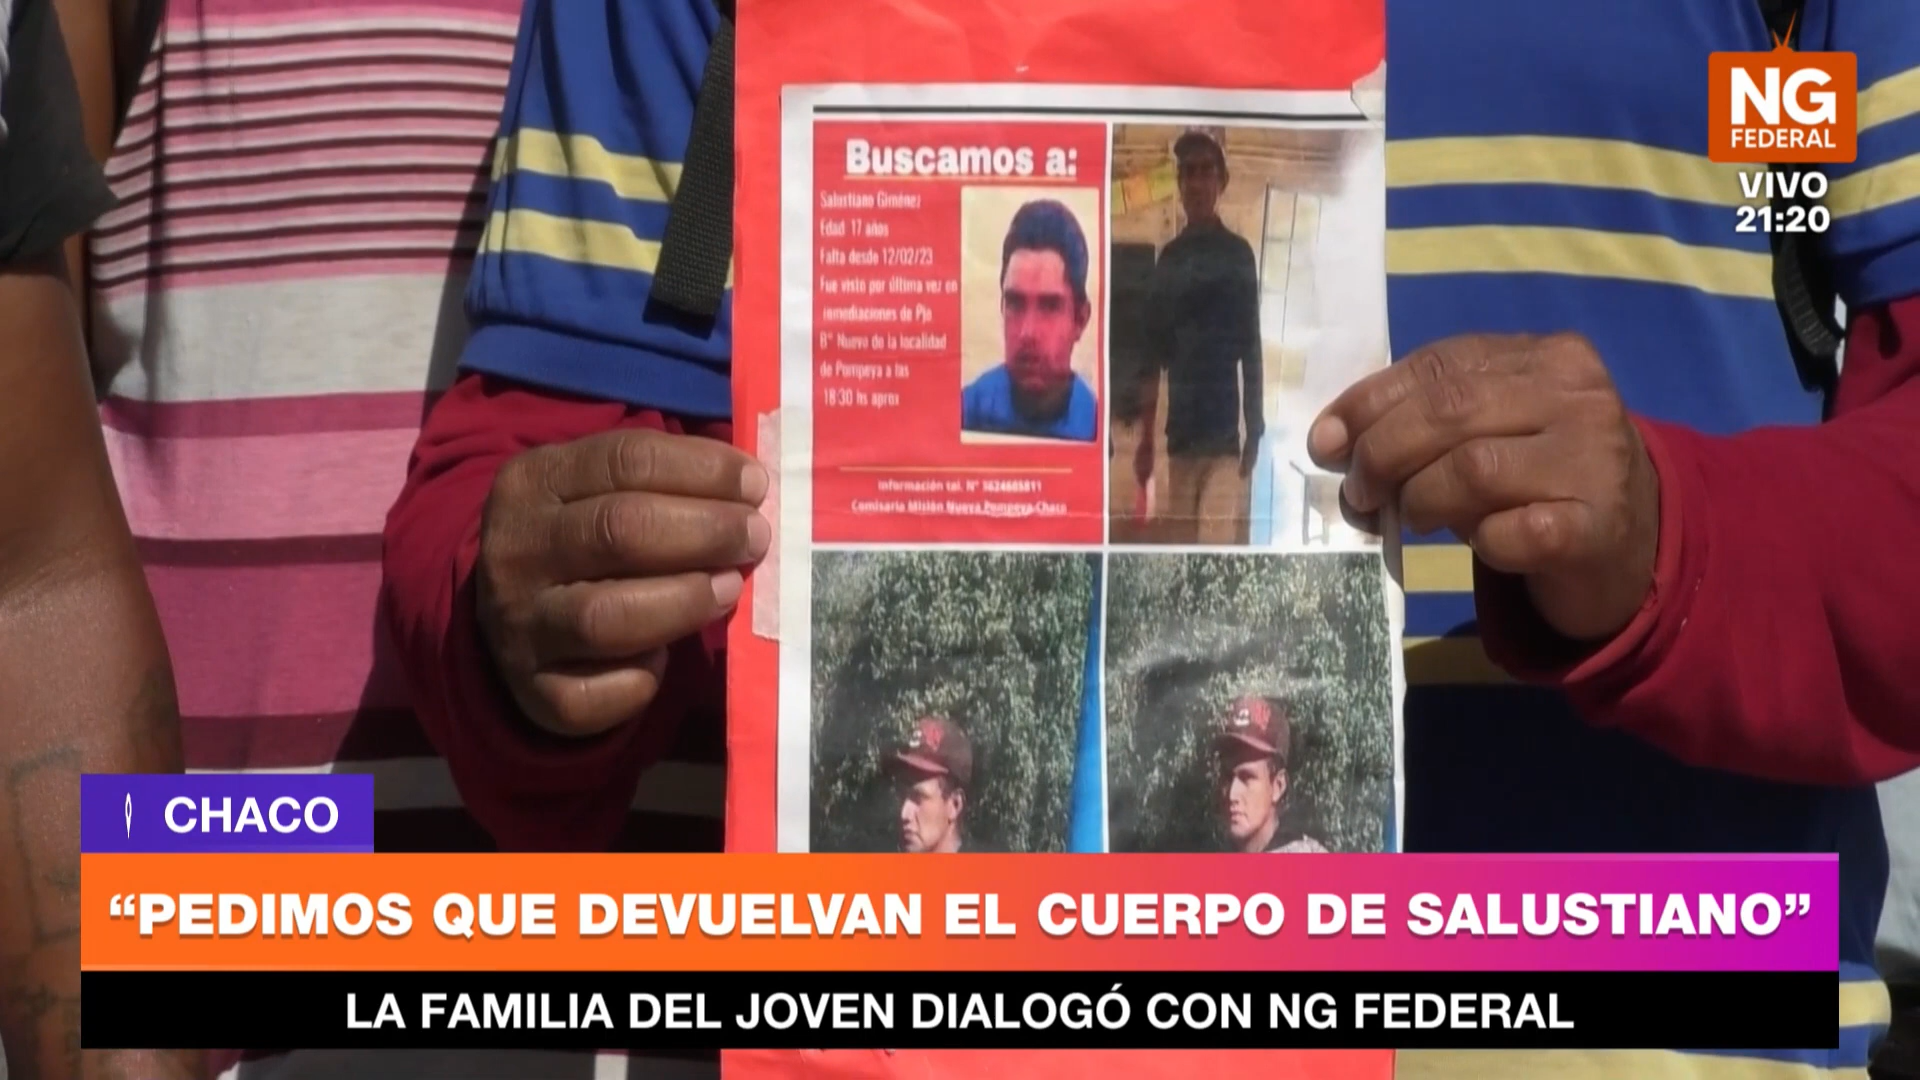 NG
FEDERAL
VIVO
21:20
Buscamos a:
Salustiano Giménez
Edad 17 años
Falta desde 12/02/23
Fue visto por última vez en
inmediaciones de Pje
B° Nuevo de la localidad
de Pompeya a las
18:30 hs aprox
Información tel. N° 3624605811
Comisaria Misión Nueva Pompeya-Chaco
CHACO
“PEDIMOS QUE DEVUELVAN EL CUERPO DE SALUSTIANO”
LA FAMILIA DEL JOVEN DIALOGÓ CON NG FEDERAL